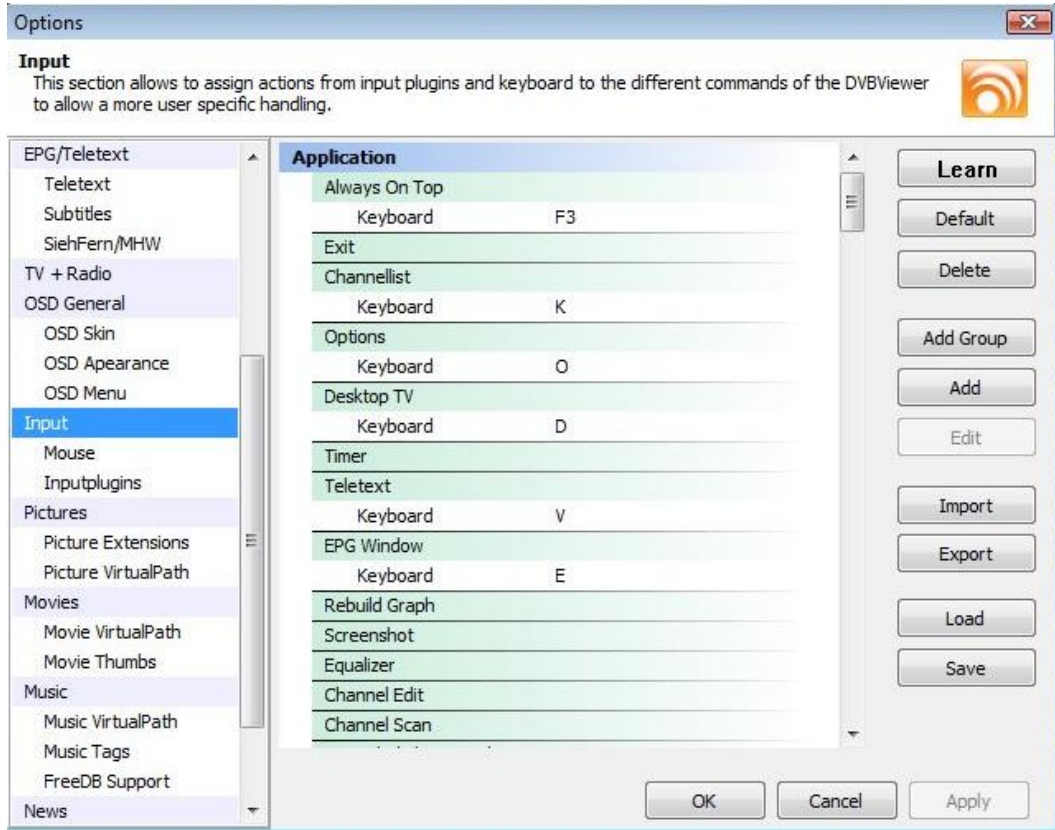 Options
Input
This section allows to assign actions from input plugins and keyboard to the different commands of the DVBViewer
to allow a more user specific handling.
EPG/Teletext
Teletext
Subtitles
SiehFern/MHW
TV + Radio
OSD General
OSD Skin
OSD Apearance
OSD Menu
Input
Mouse
Inputplugins
Pictures
Picture Extensions
Picture VirtualPath
Movies
Movie VirtualPath
Movie Thumbs
Music
Music VirtualPath
Music Tags
FreeDB Support
News
Application
Always On Top
Keyboard F3
Exit
Channellist
Keyboard K
Options
Keyboard O
Desktop TV
Keyboard D
Timer
Teletext
Keyboard V
EPG Window
Keyboard E
Rebuild Graph
Screenshot
Equalizer
Channel Edit
Channel Scan
Learn
Default
Delete
Add Group
Add
Edit
Import
Export
Load
Save
OK
Cancel
Apply